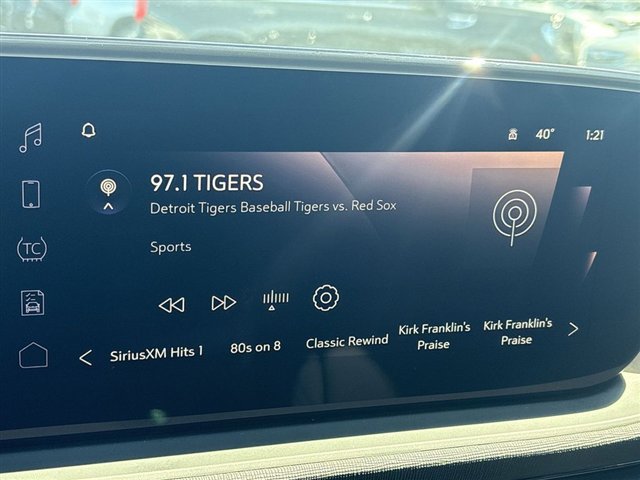 40° 1:21
97.1 TIGERS
Detroit Tigers Baseball Tigers vs. Red Sox
TC
Sports
SiriusXM Hits 1 80s on 8 Classic Rewind Kirk Franklin's Praise Kirk Franklin's Praise